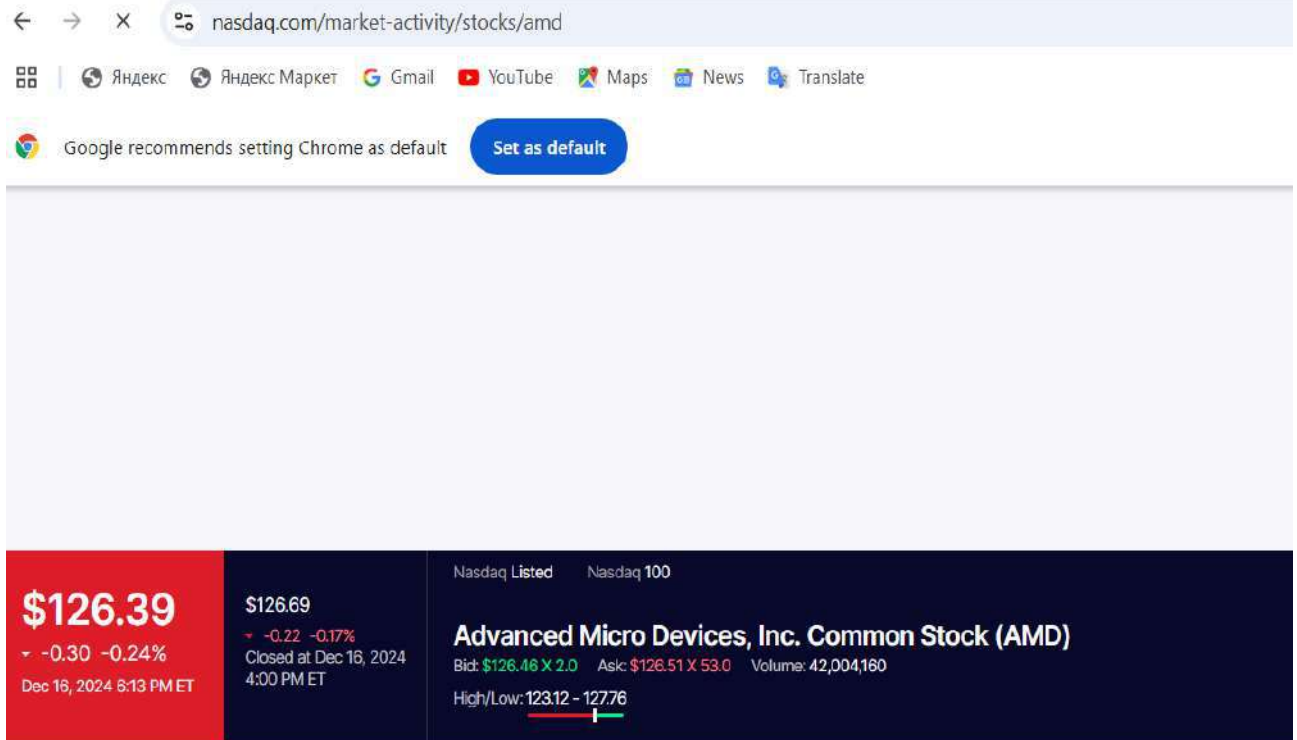 nasdaq.com/market-activity/stocks/amd
Яндекс Яндекс Маркет Gmail YouTube Maps News Translate
Google recommends setting Chrome as default Set as default
Nasdaq Listed Nasdaq 100
$126.39
-0.30 -0.24%
Dec 16, 2024 6:13 PM ET
$126.69
-0.22 -0.17%
Closed at Dec 16, 2024
4:00 PM ET
Advanced Micro Devices, Inc. Common Stock (AMD)
Bid: $126.46 X 2.0 Ask: $126.51 X 53.0 Volume: 42,004,160
High/Low: 123.12 - 127.76